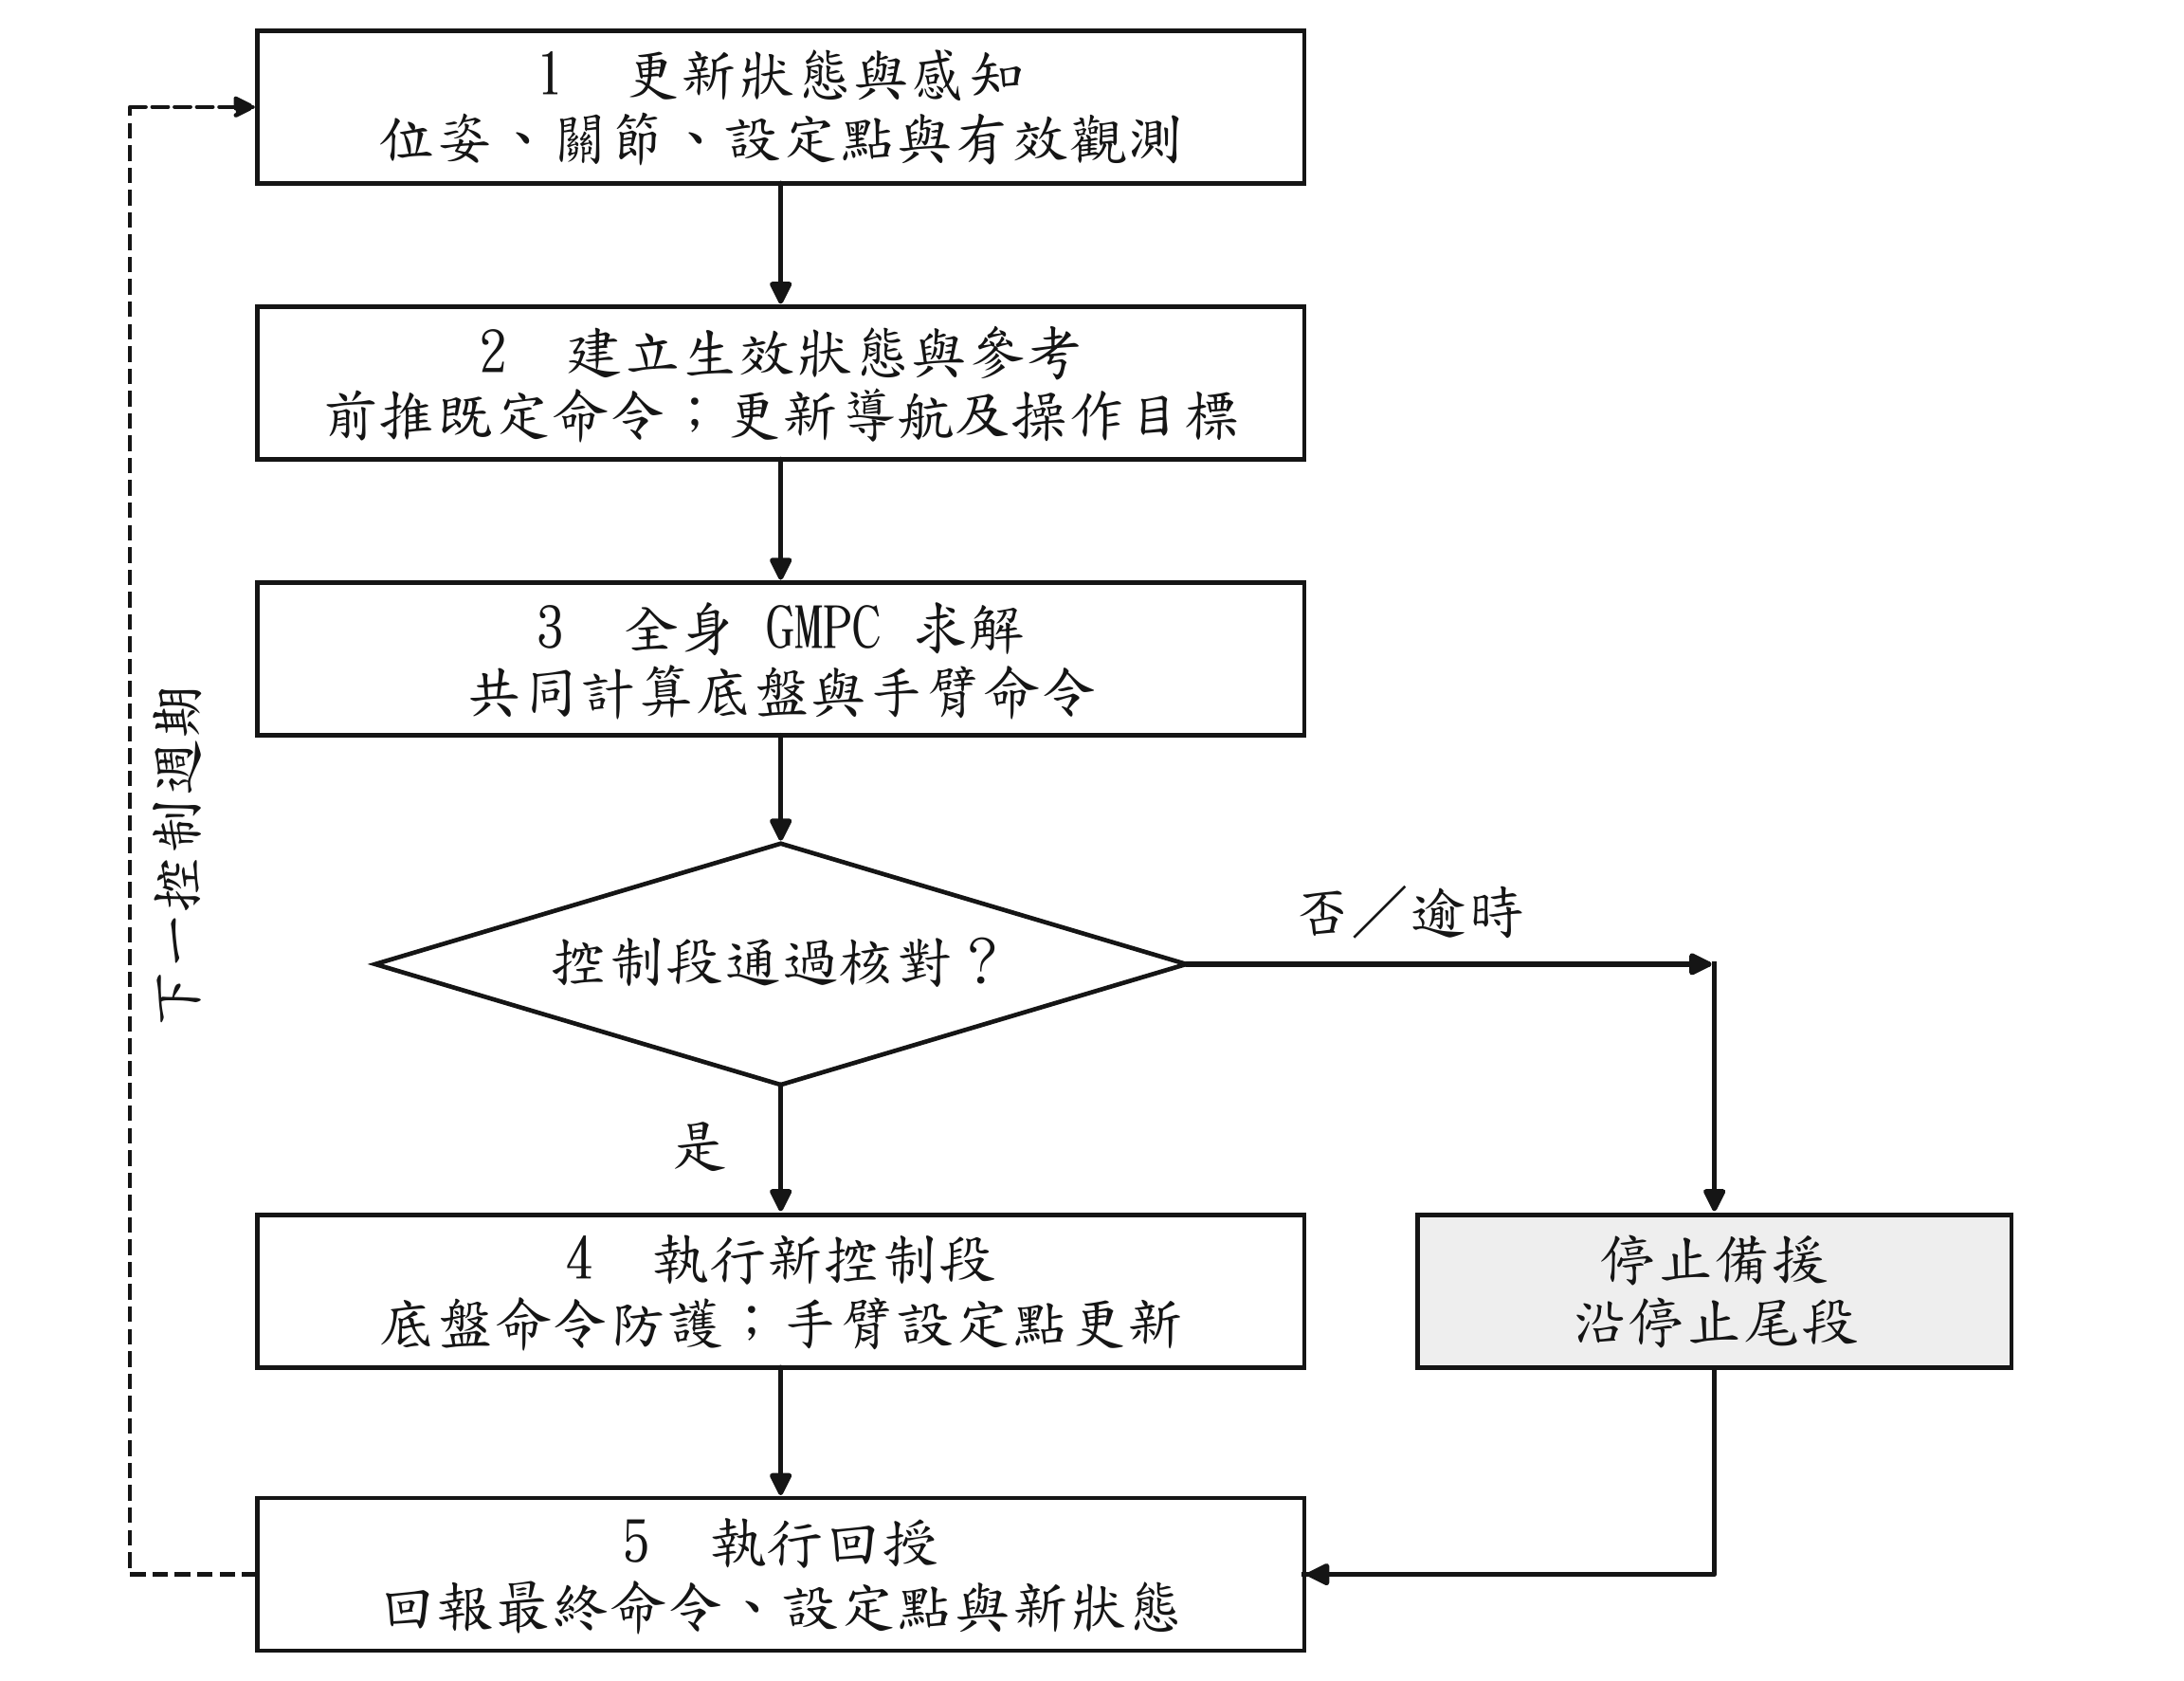 1 更新狀態與感知
位姿、關節、設定點與有效觀測
2 建立生效狀態與參考
前推既定命令；更新導航及操作目標
3 全身 GMPC 求解
共同計算底盤與手臂命令
下一控制週期
控制段通過核對？
否／逾時
是
4 執行新控制段
底盤命令防護；手臂設定點更新
停止備援
沿停止尾段
5 執行回授
回報最終命令、設定點與新狀態